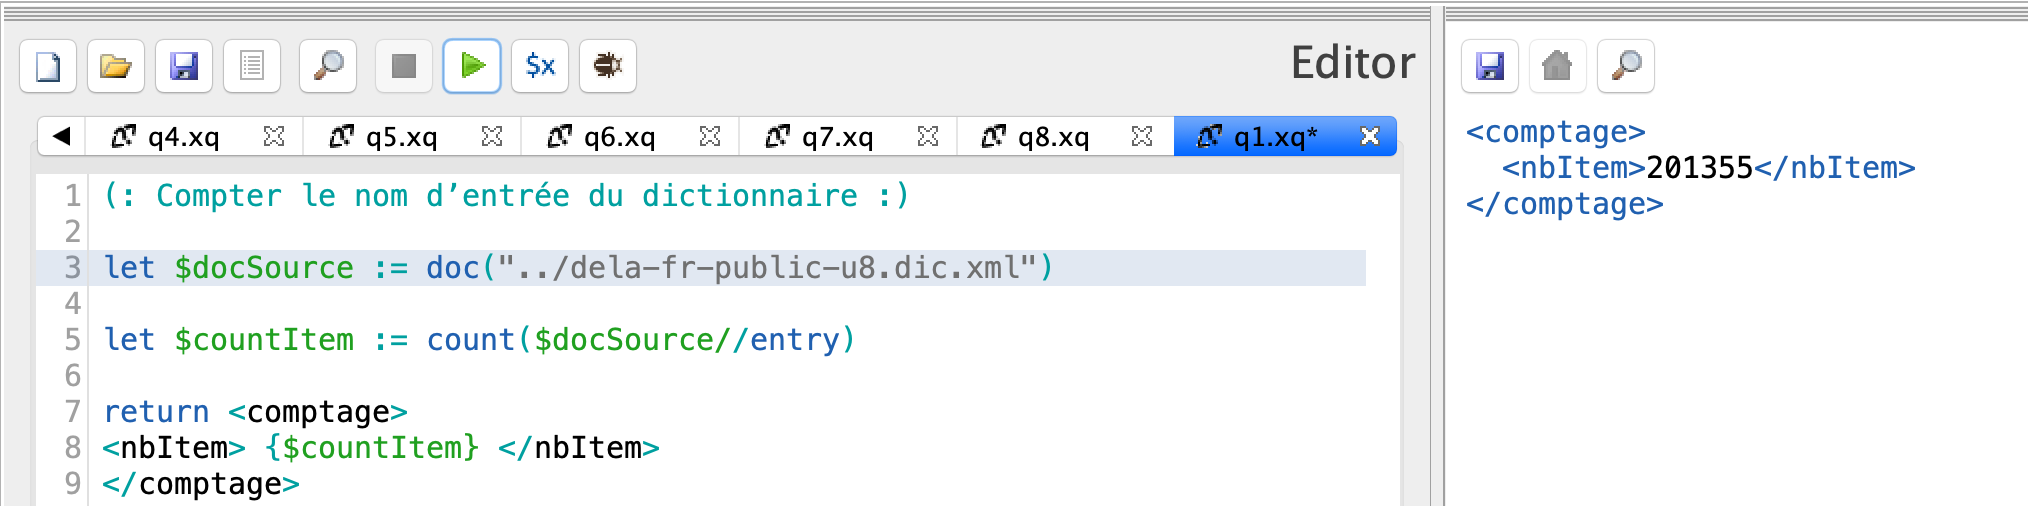 Editor
$x
q4.xq q5.xq q6.xq q7.xq q8.xq q1.xq*
1 (: Compter le nom d’entrée du dictionnaire :)
2
3 let $docSource := doc("../dela-fr-public-u8.dic.xml")
4
5 let $countItem := count($docSource//entry)
6
7 return <comptage>
8 <nbItem> {$countItem} </nbItem>
9 </comptage>
<comptage>
<nbItem>201355</nbItem>
</comptage>